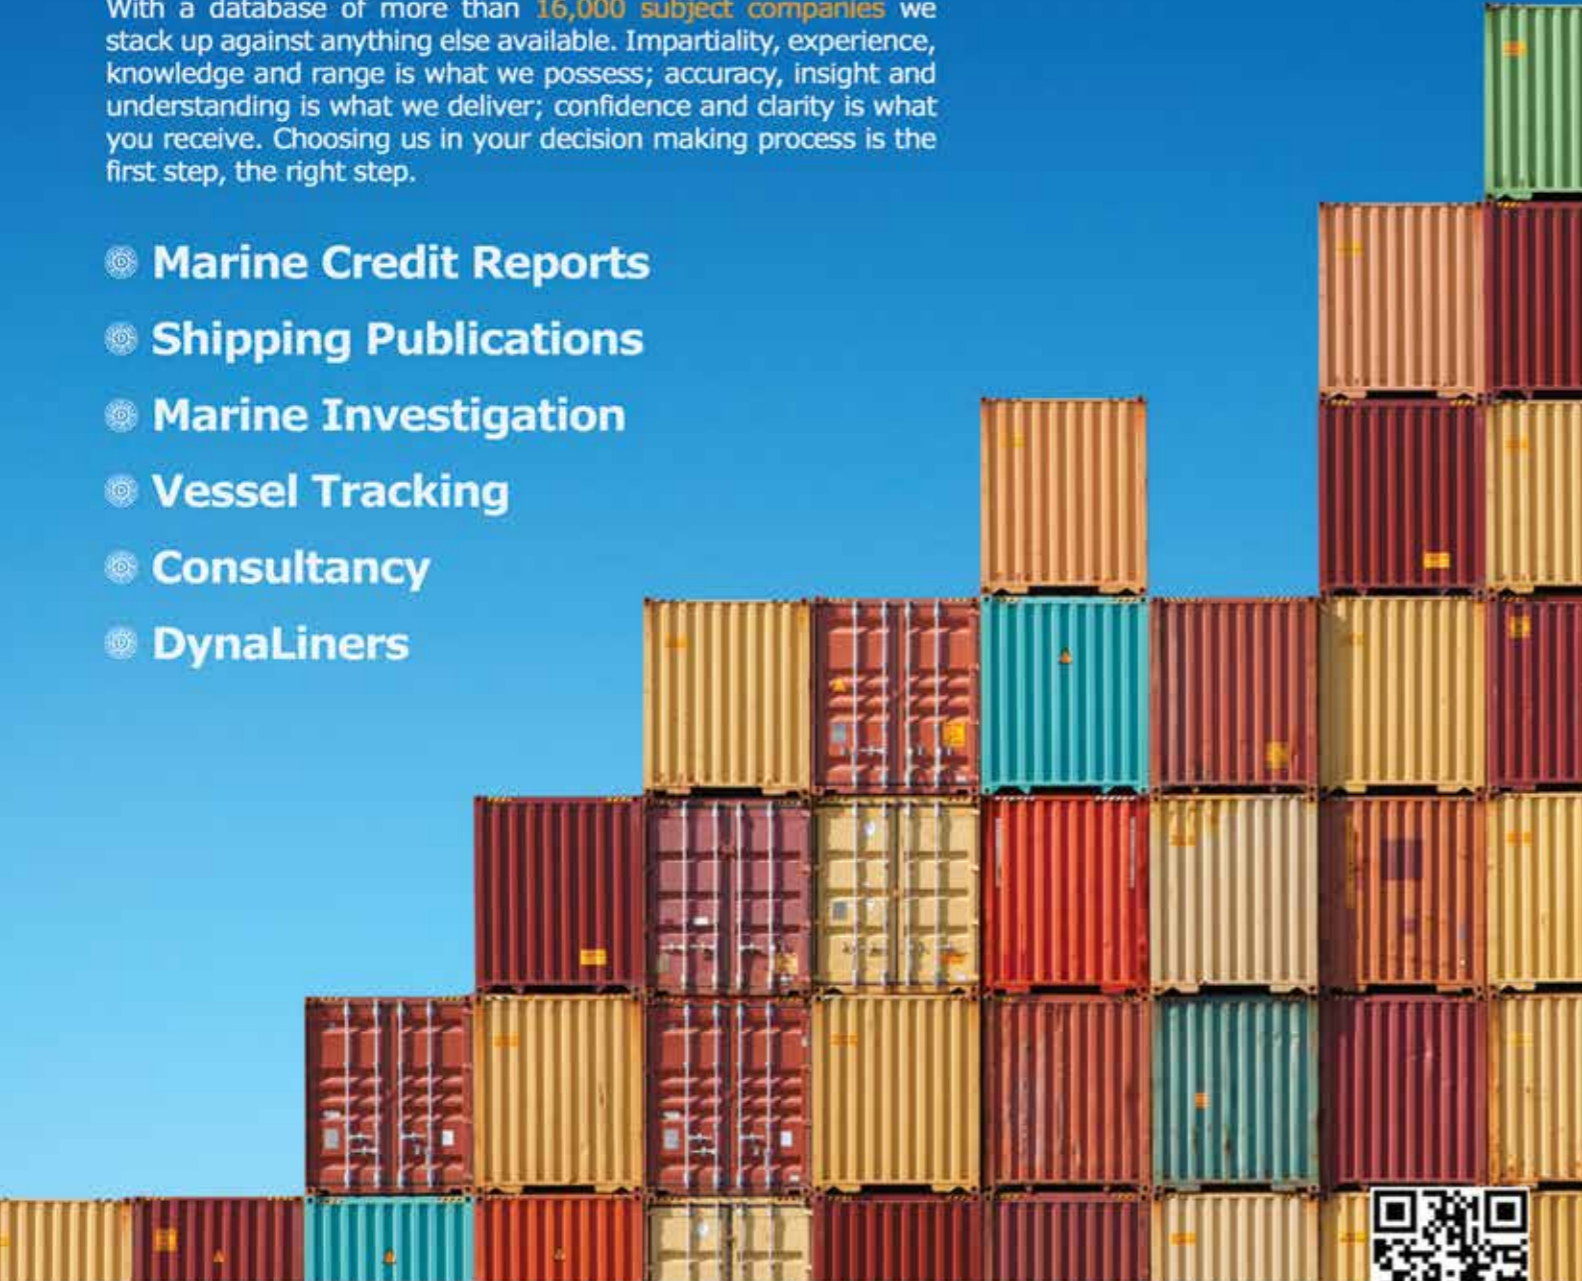 With a database of more than 16,000 subject companies we
stack up against anything else available. Impartiality, experience,
knowledge and range is what we possess; accuracy, insight and
understanding is what we deliver; confidence and clarity is what
you receive. Choosing us in your decision making process is the
first step, the right step.
Marine Credit Reports
Shipping Publications
Marine Investigation
Vessel Tracking
Consultancy
DynaLiners